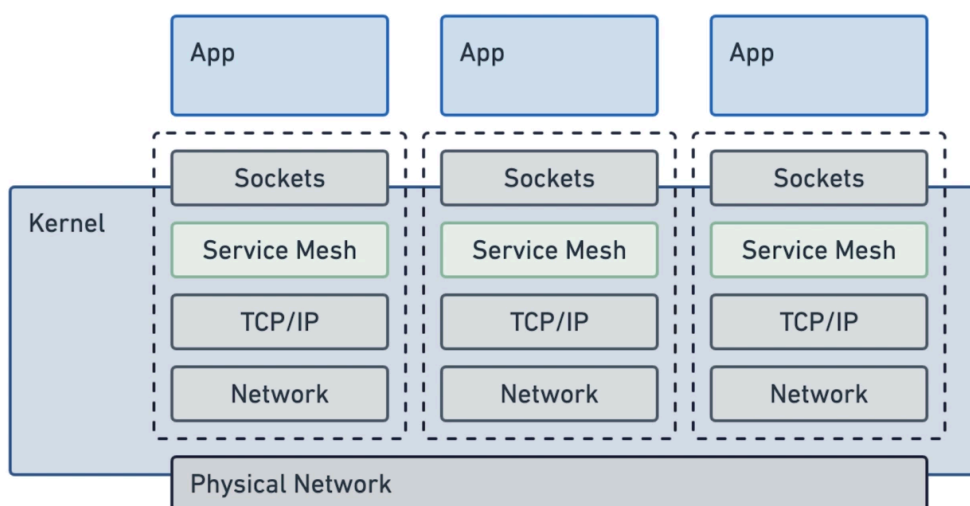 App
App
App
Sockets
Sockets
Sockets
Kernel
Service Mesh
Service Mesh
Service Mesh
TCP/IP
TCP/IP
TCP/IP
Network
Network
Network
Physical Network